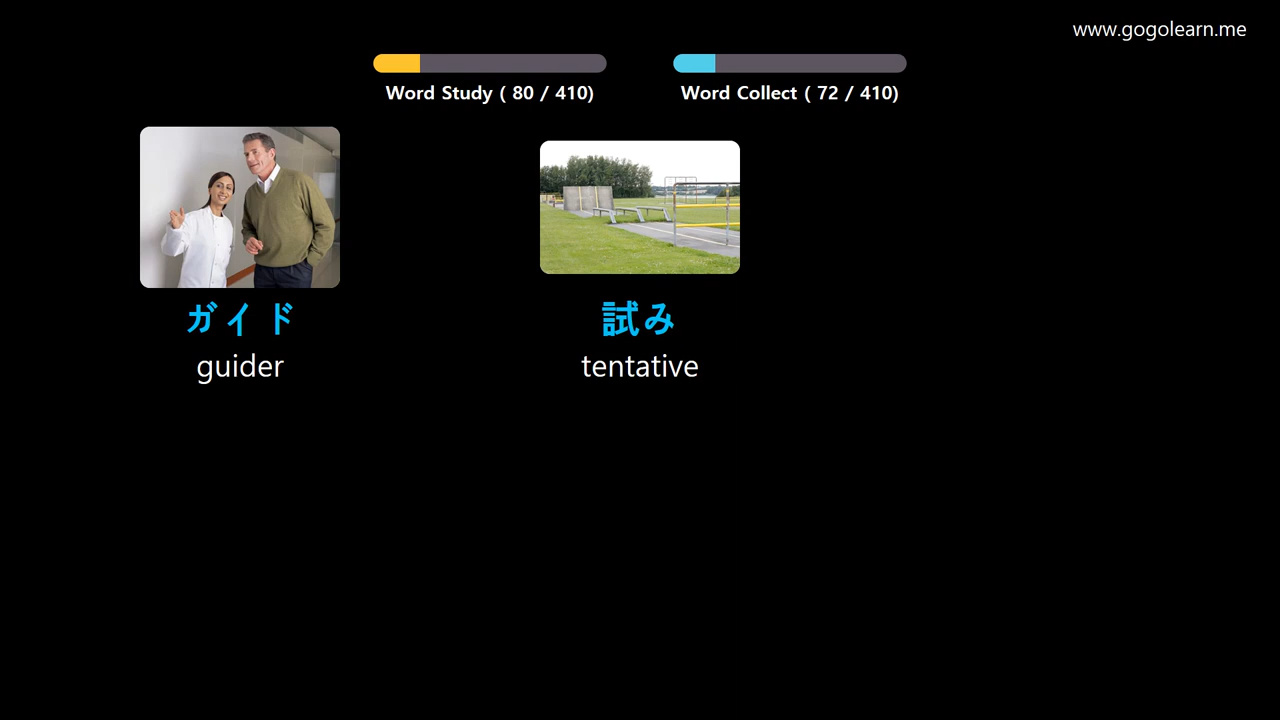 www.gogolearn.me
Word Study ( 80 / 410)
Word Collect ( 72 / 410)
ガイド
guider
試み
tentative